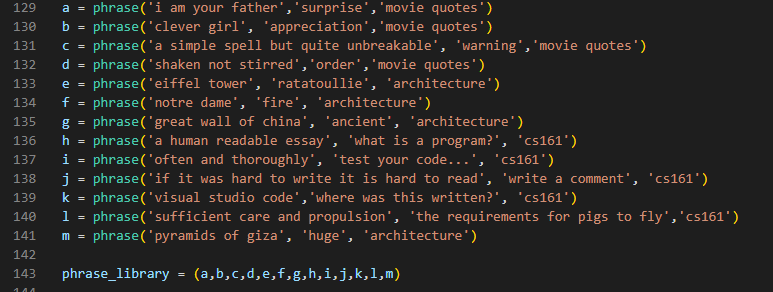 129 a = phrase('i am your father','surprise','movie quotes')
130 b = phrase('clever girl', 'appreciation','movie quotes')
131 c = phrase('a simple spell but quite unbreakable', 'warning','movie quotes')
132 d = phrase('shaken not stirred','order','movie quotes')
133 e = phrase('eiffel tower', 'ratatoullie', 'architecture')
134 f = phrase('notre dame', 'fire', 'architecture')
135 g = phrase('great wall of china', 'ancient', 'architecture')
136 h = phrase('a human readable essay', 'what is a program?', 'cs161')
137 i = phrase('often and thoroughly', 'test your code...', 'cs161')
138 j = phrase('if it was hard to write it is hard to read', 'write a comment', 'cs161')
139 k = phrase('visual studio code','where was this written?', 'cs161')
140 l = phrase('sufficient care and propulsion', 'the requirements for pigs to fly','cs161')
141 m = phrase('pyramids of giza', 'huge', 'architecture')
142
143 phrase_library = (a,b,c,d,e,f,g,h,i,j,k,l,m)